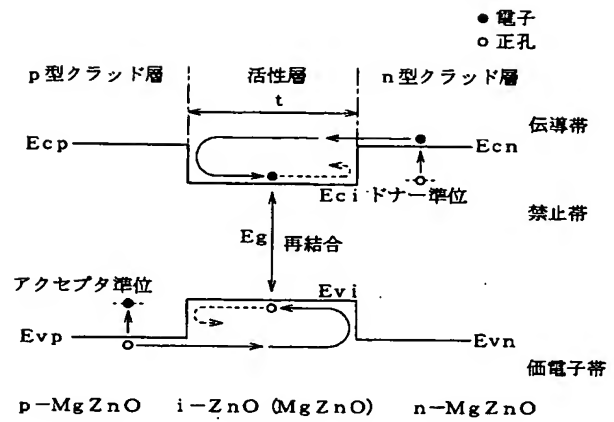 ● 電子
○ 正孔
p型クラッド層 活性層 n型クラッド層
t
伝導帯
Ecp Ecn
Eci ドナー準位
禁止帯
Eg 再結合
アクセプタ準位 Evi
Evp Evn
価電子帯
p-MgZnO i-ZnO (MgZnO) n-MgZnO